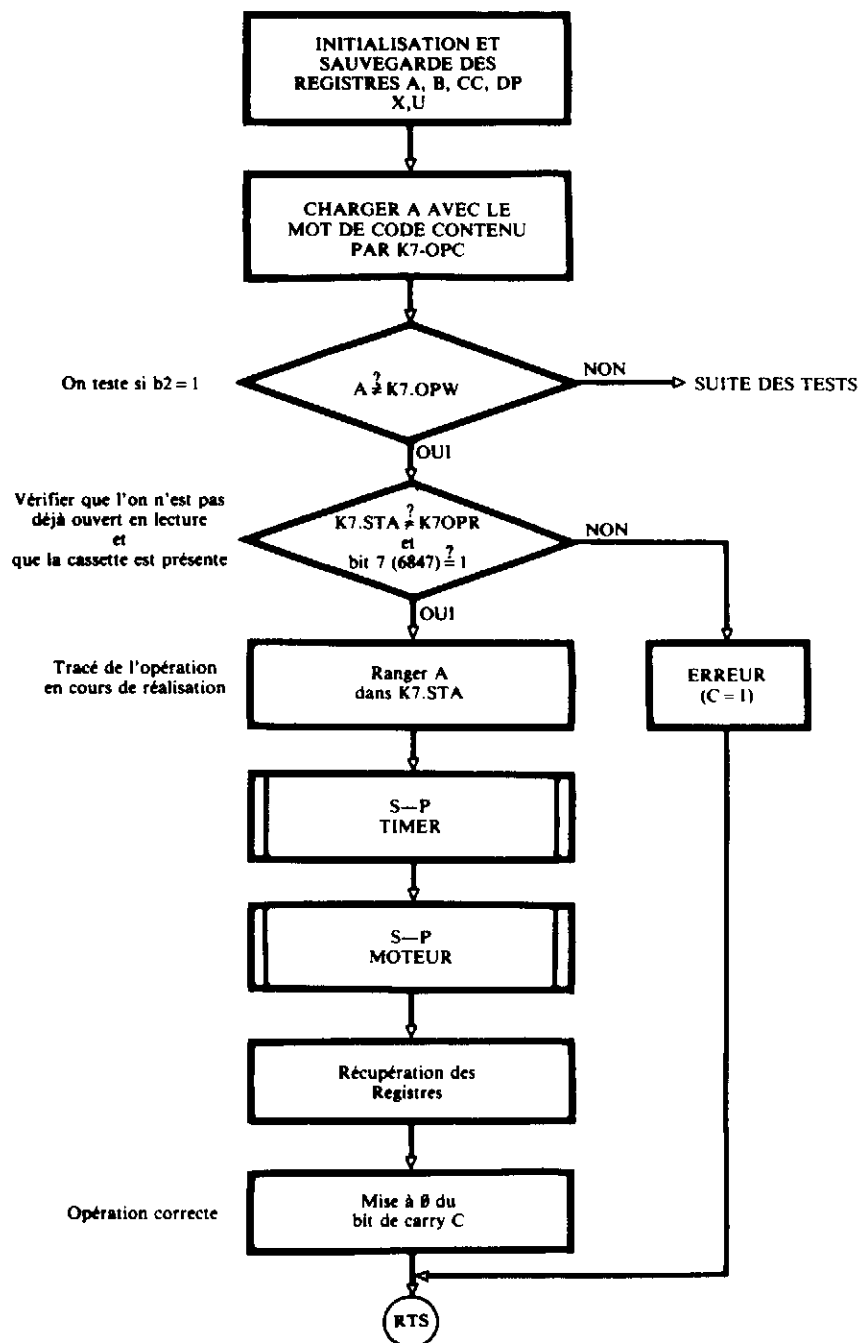 INITIALISATION ET
SAUVEGARDE DES
REGISTRES A, B, CC, DP
X,U
CHARGER A AVEC LE
MOT DE CODE CONTENU
PAR K7-OPC
On teste si b2 = 1
?
A ≠ K7.OPW
NON
SUITE DES TESTS
OUI
Vérifier que l'on n'est pas
déjà ouvert en lecture
et
que la cassette est présente
?
K7.STA ≠ K7OPR
et
?
bit 7 (6847) = 1
NON
OUI
Tracé de l'opération
en cours de réalisation
Ranger A
dans K7.STA
ERREUR
(C = 1)
S—P
TIMER
S—P
MOTEUR
Récupération des
Registres
Opération correcte
Mise à 0 du
bit de carry C
RTS